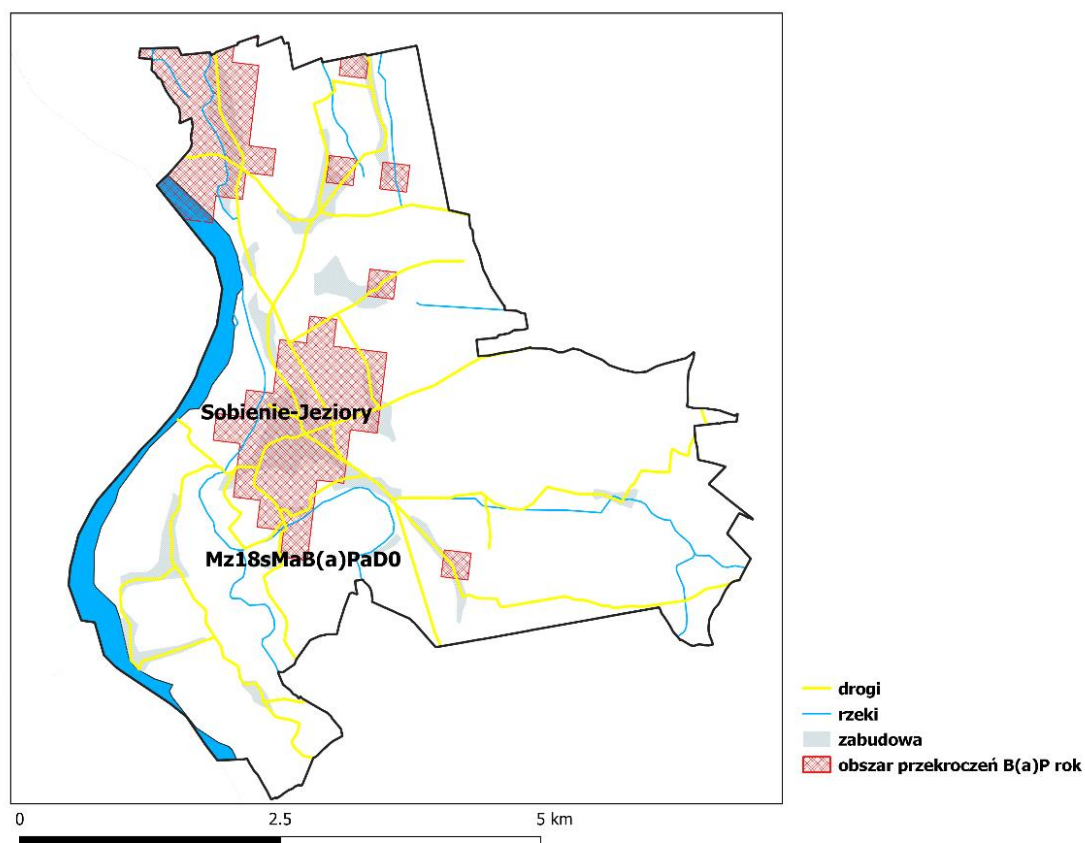 Sobienie-Jeziory
Mz18sMaB(a)PaD0
drogi
rzeki
zabudowa
obszar przekroczeń B(a)P rok
0 2.5 5 km